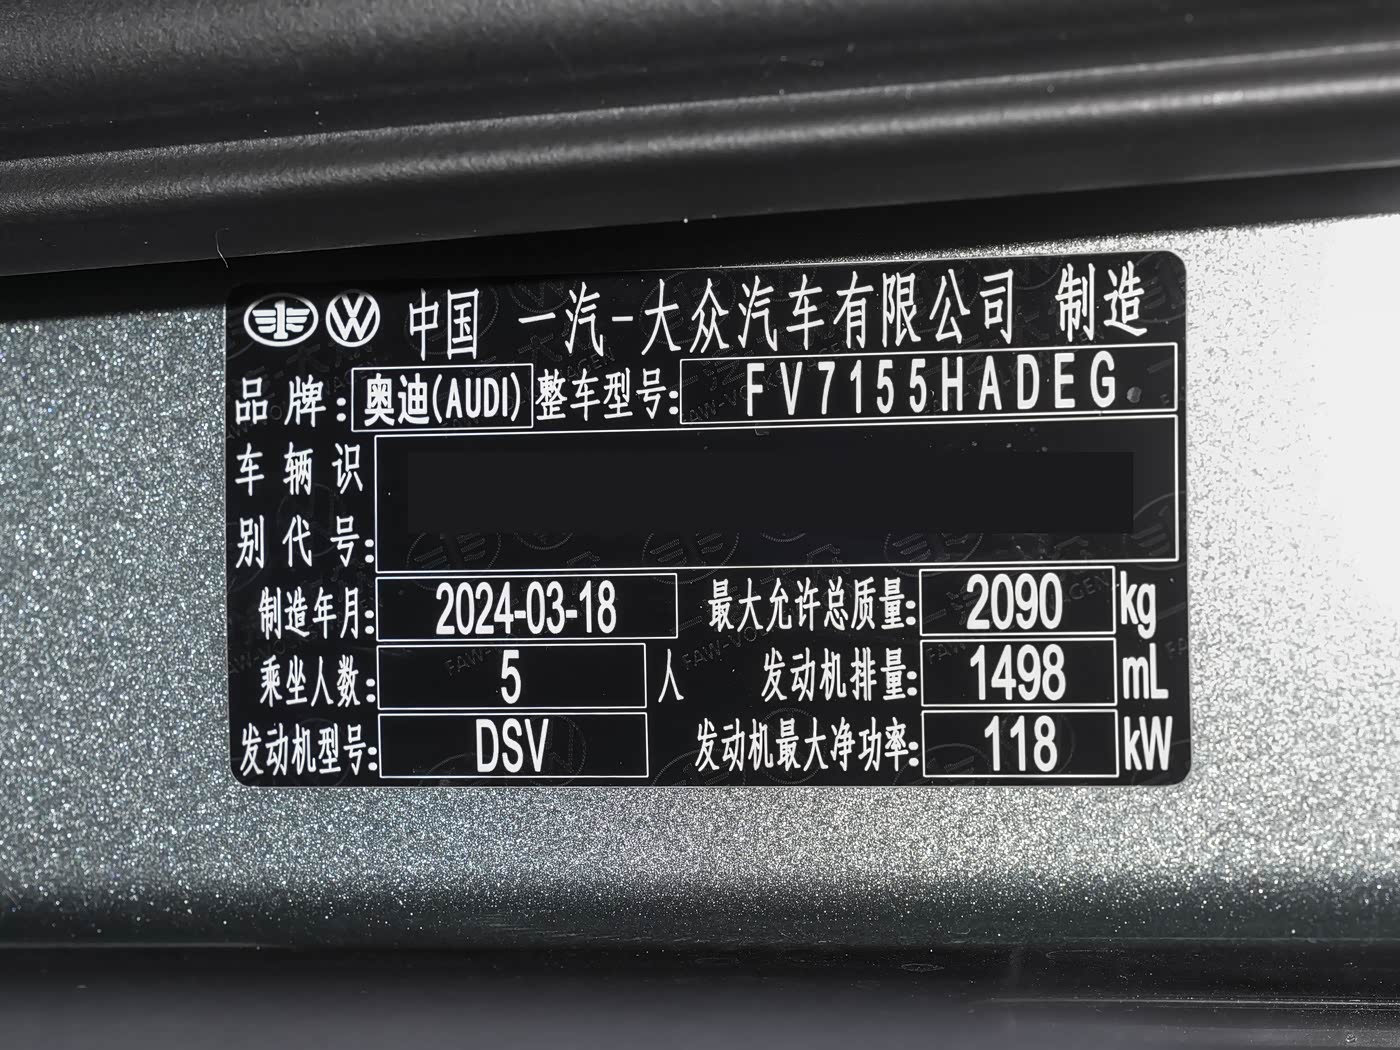 中国 一汽-大众汽车有限公司 制造
品牌: 奥迪(AUDI) 整车型号: FV7155HADEG
车辆识
别代号:
制造年月: 2024-03-18 最大允许总质量: 2090 kg
乘坐人数: 5 人 发动机排量: 1498 mL
发动机型号: DSV 发动机最大净功率: 118 kW